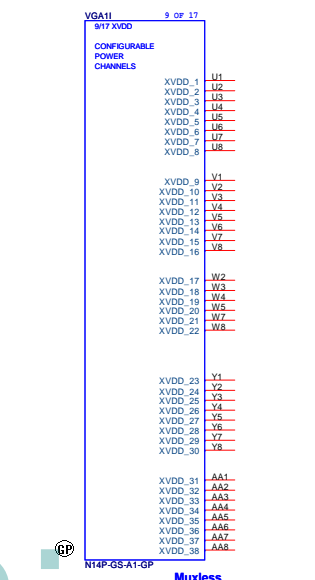 VGA1I 9 OF 17
9/17 XVDD
CONFIGURABLE
POWER
CHANNELS
XVDD_1 U1
XVDD_2 U2
XVDD_3 U3
XVDD_4 U4
XVDD_5 U5
XVDD_6 U6
XVDD_7 U7
XVDD_8 U8
XVDD_9 V1
XVDD_10 V2
XVDD_11 V3
XVDD_12 V4
XVDD_13 V5
XVDD_14 V6
XVDD_15 V7
XVDD_16 V8
XVDD_17 W2
XVDD_18 W3
XVDD_19 W4
XVDD_20 W5
XVDD_21 W7
XVDD_22 W8
XVDD_23 Y1
XVDD_24 Y2
XVDD_25 Y3
XVDD_26 Y4
XVDD_27 Y5
XVDD_28 Y6
XVDD_29 Y7
XVDD_30 Y8
XVDD_31 AA1
XVDD_32 AA2
XVDD_33 AA3
XVDD_34 AA4
XVDD_35 AA5
XVDD_36 AA6
XVDD_37 AA7
XVDD_38 AA8
GP
N14P-GS-A1-GP
Muxless